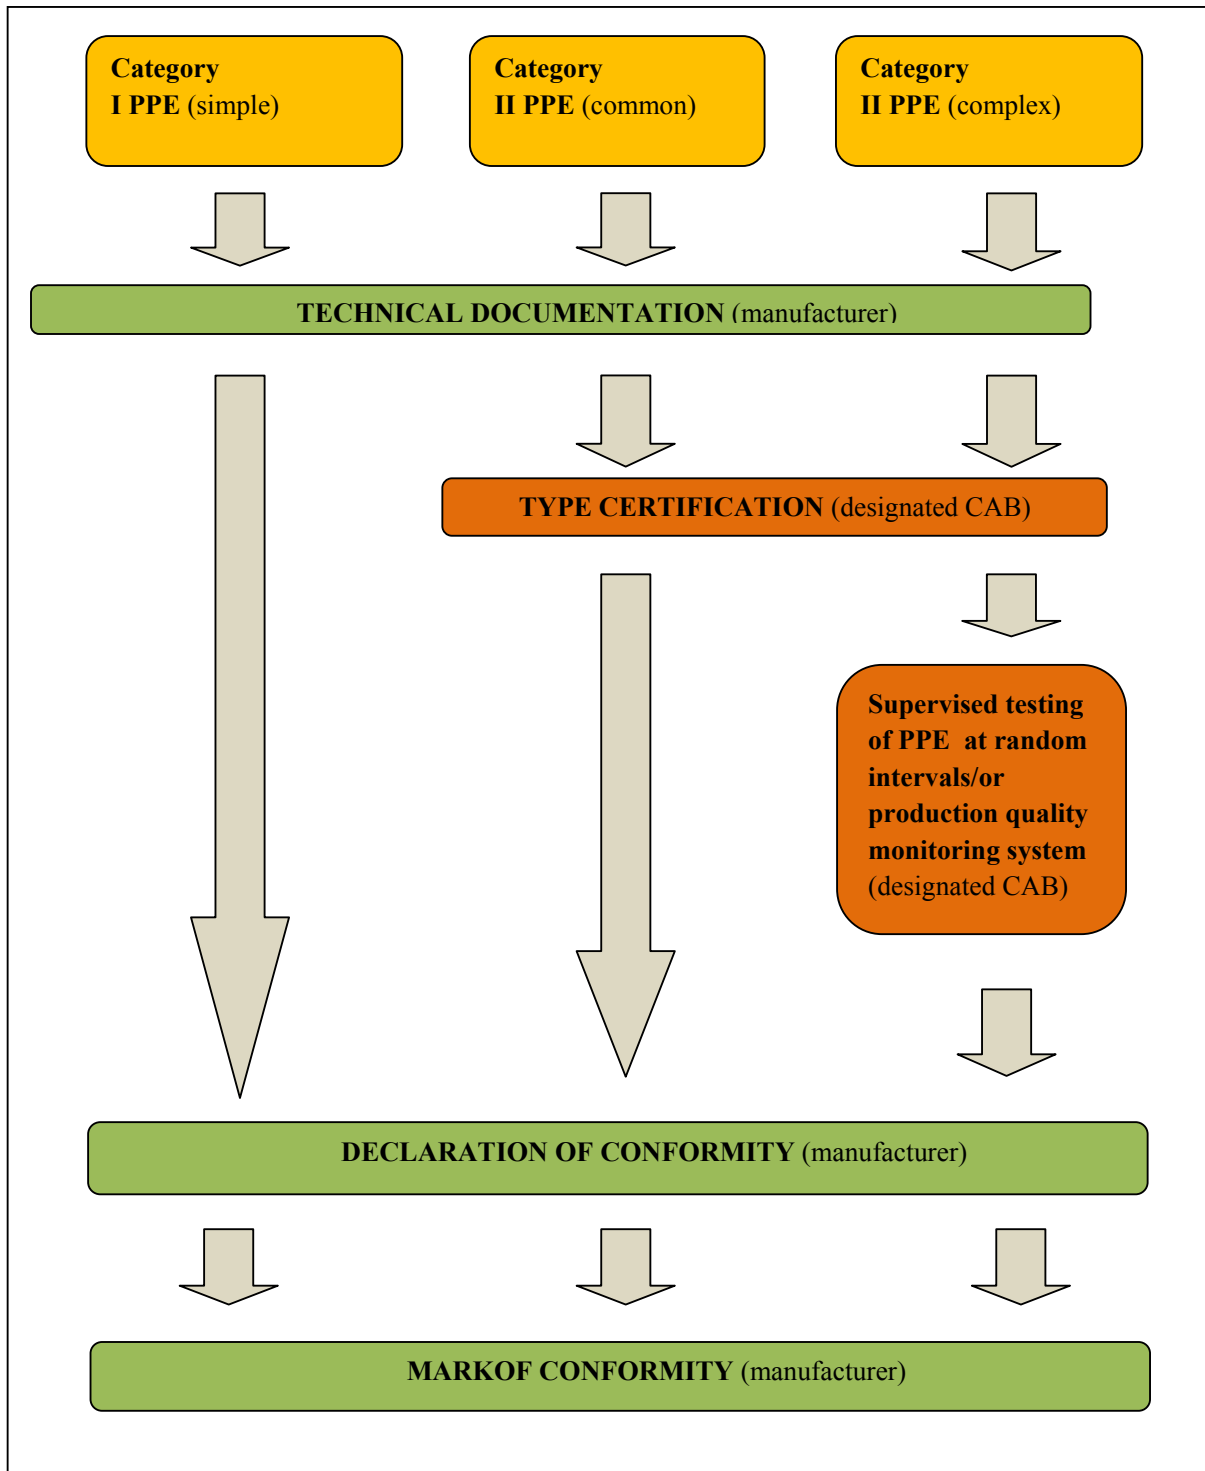 Category
I PPE (simple)
Category
II PPE (common)
Category
II PPE (complex)
TECHNICAL DOCUMENTATION (manufacturer)
TYPE CERTIFICATION (designated CAB)
Supervised testing
of PPE at random
intervals/or
production quality
monitoring system
(designated CAB)
DECLARATION OF CONFORMITY (manufacturer)
MARKOF CONFORMITY (manufacturer)